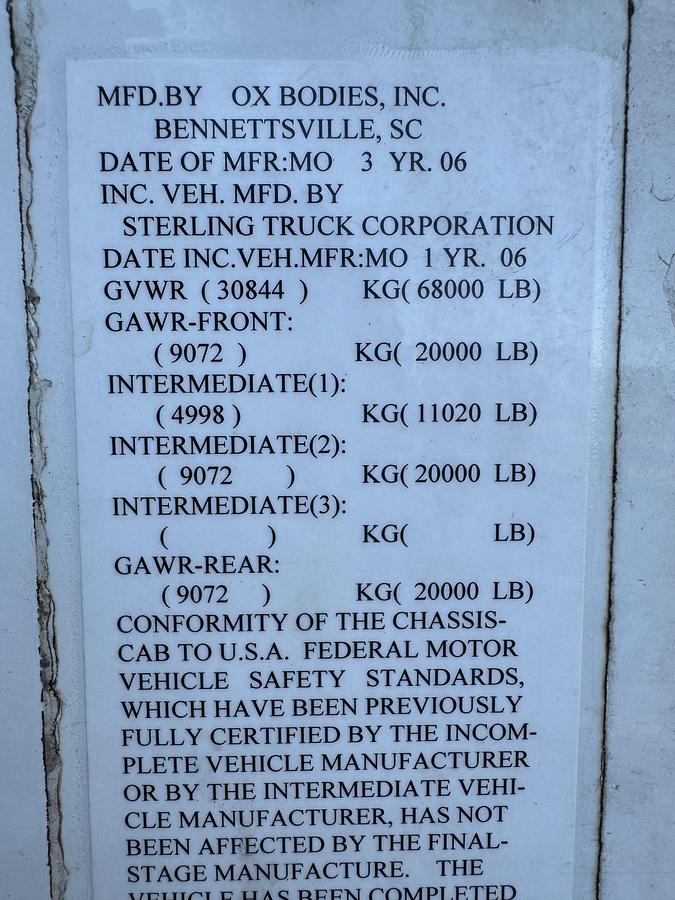 MFD.BY OX BODIES, INC.
BENNETTSVILLE, SC
DATE OF MFR:MO 3 YR. 06
INC. VEH. MFD. BY
STERLING TRUCK CORPORATION
DATE INC.VEH.MFR:MO 1 YR. 06
GVWR ( 30844 ) KG( 68000 LB)
GAWR-FRONT:
( 9072 ) KG( 20000 LB)
INTERMEDIATE(1):
( 4998 ) KG( 11020 LB)
INTERMEDIATE(2):
( 9072 ) KG( 20000 LB)
INTERMEDIATE(3):
( ) KG( LB)
GAWR-REAR:
( 9072 ) KG( 20000 LB)
CONFORMITY OF THE CHASSIS-
CAB TO U.S.A. FEDERAL MOTOR
VEHICLE SAFETY STANDARDS,
WHICH HAVE BEEN PREVIOUSLY
FULLY CERTIFIED BY THE INCOM-
PLETE VEHICLE MANUFACTURER
OR BY THE INTERMEDIATE VEHI-
CLE MANUFACTURER, HAS NOT
BEEN AFFECTED BY THE FINAL-
STAGE MANUFACTURE. THE
VEHICLE HAS BEEN COMPLETED